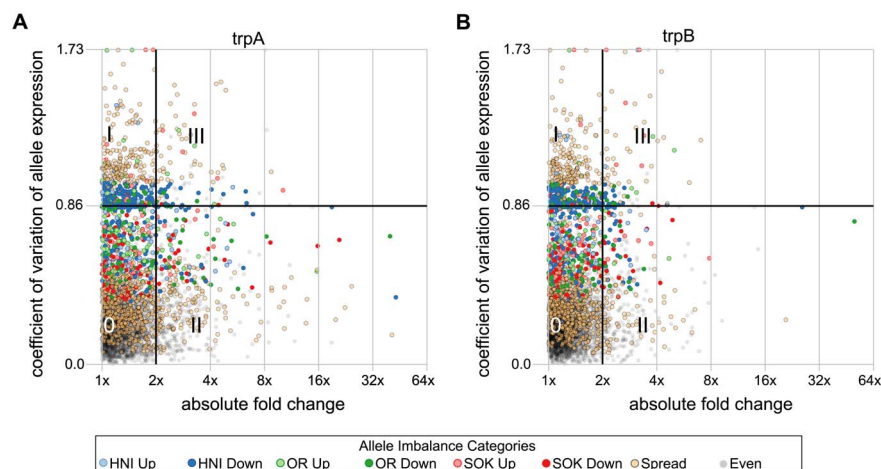 A
trpA
1.73
I
III
0.86
0
II
0.0
1x 2x 4x 8x 16x 32x 64x
absolute fold change
coefficient of variation of allele expression
B
trpB
1.73
I
III
0.86
0
II
0.0
1x 2x 4x 8x 16x 32x 64x
absolute fold change
coefficient of variation of allele expression
Allele Imbalance Categories
HNI Up HNI Down OR Up OR Down SOK Up SOK Down Spread Even